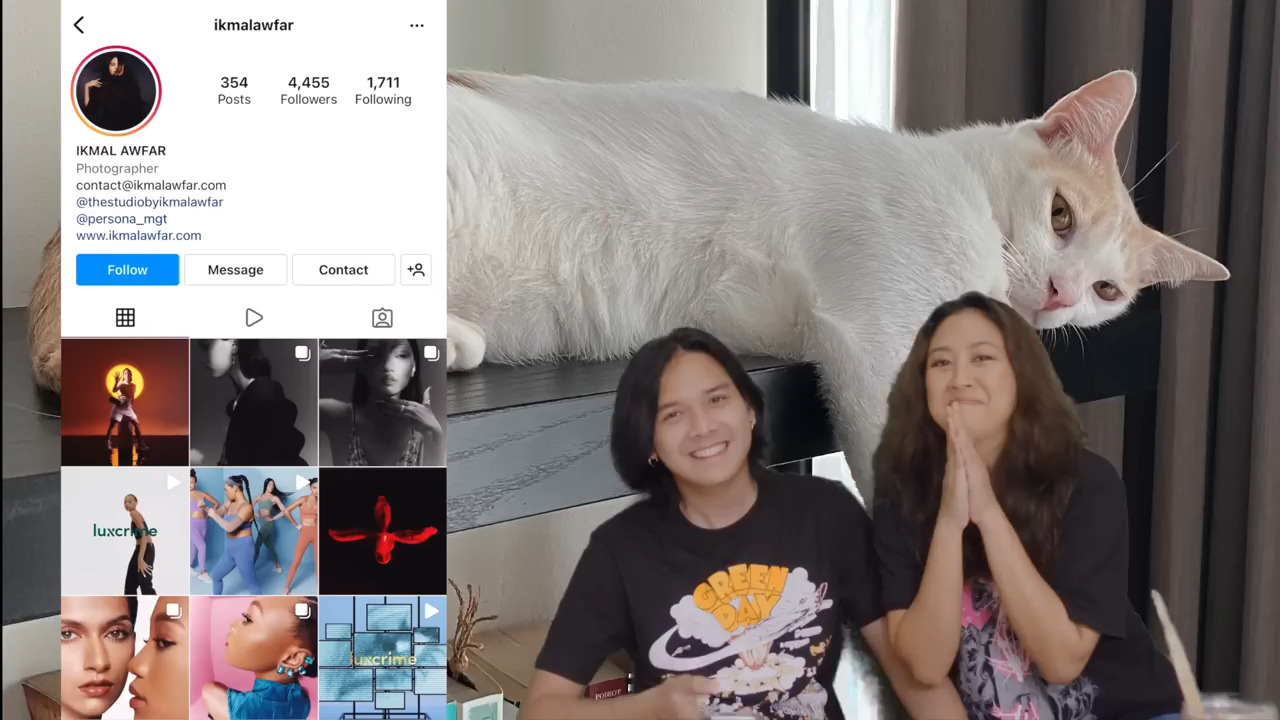 ikmalawfar
354
4,455
1,711
Posts
Followers
Following
IKMAL AWFAR
Photographer
contact@ikmalawfar.com
@thestudiobyikmalawfar
@persona_mgt
www.ikmalawfar.com
Follow
Message
Contact
luxcrime
luxcrime
GREEN
DAY
POIROT